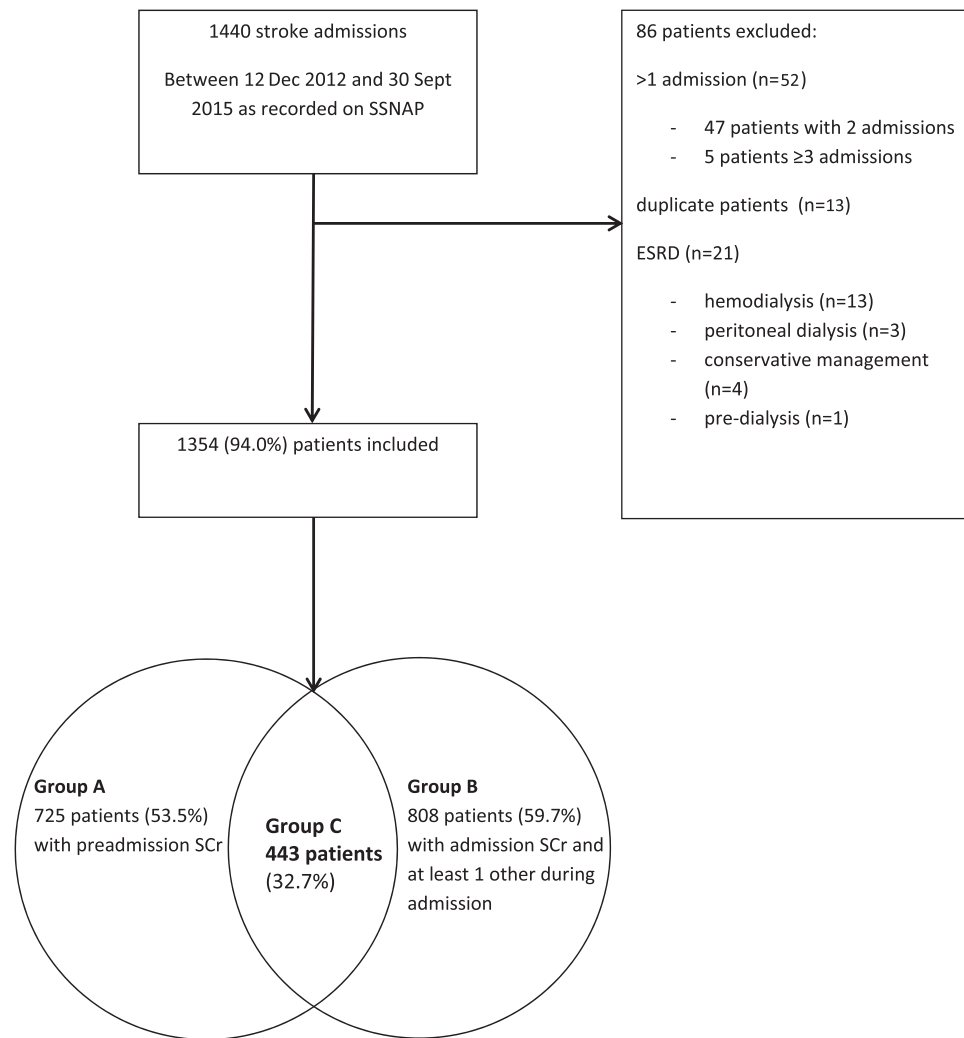 1440 stroke admissions
Between 12 Dec 2012 and 30 Sept
2015 as recorded on SSNAP
86 patients excluded:
>1 admission (n=52)
- 47 patients with 2 admissions
- 5 patients ≥3 admissions
duplicate patients (n=13)
ESRD (n=21)
- hemodialysis (n=13)
- peritoneal dialysis (n=3)
- conservative management
(n=4)
- pre-dialysis (n=1)
1354 (94.0%) patients included
Group A
725 patients (53.5%)
with preadmission SCr
Group C
443 patients
(32.7%)
Group B
808 patients (59.7%)
with admission SCr and
at least 1 other during
admission